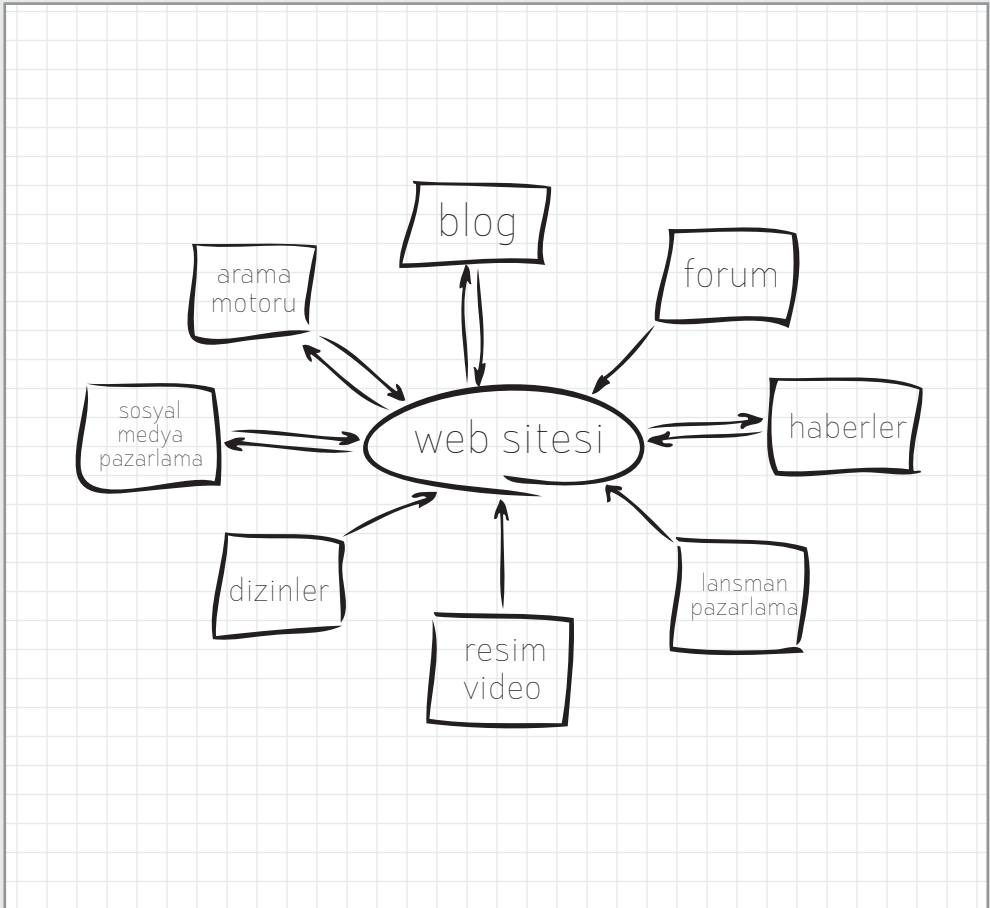 blog
arama
motoru
forum
sosyal
medya
pazarlama
web sitesi
haberler
dizinler
lansman
pazarlama
resim
video